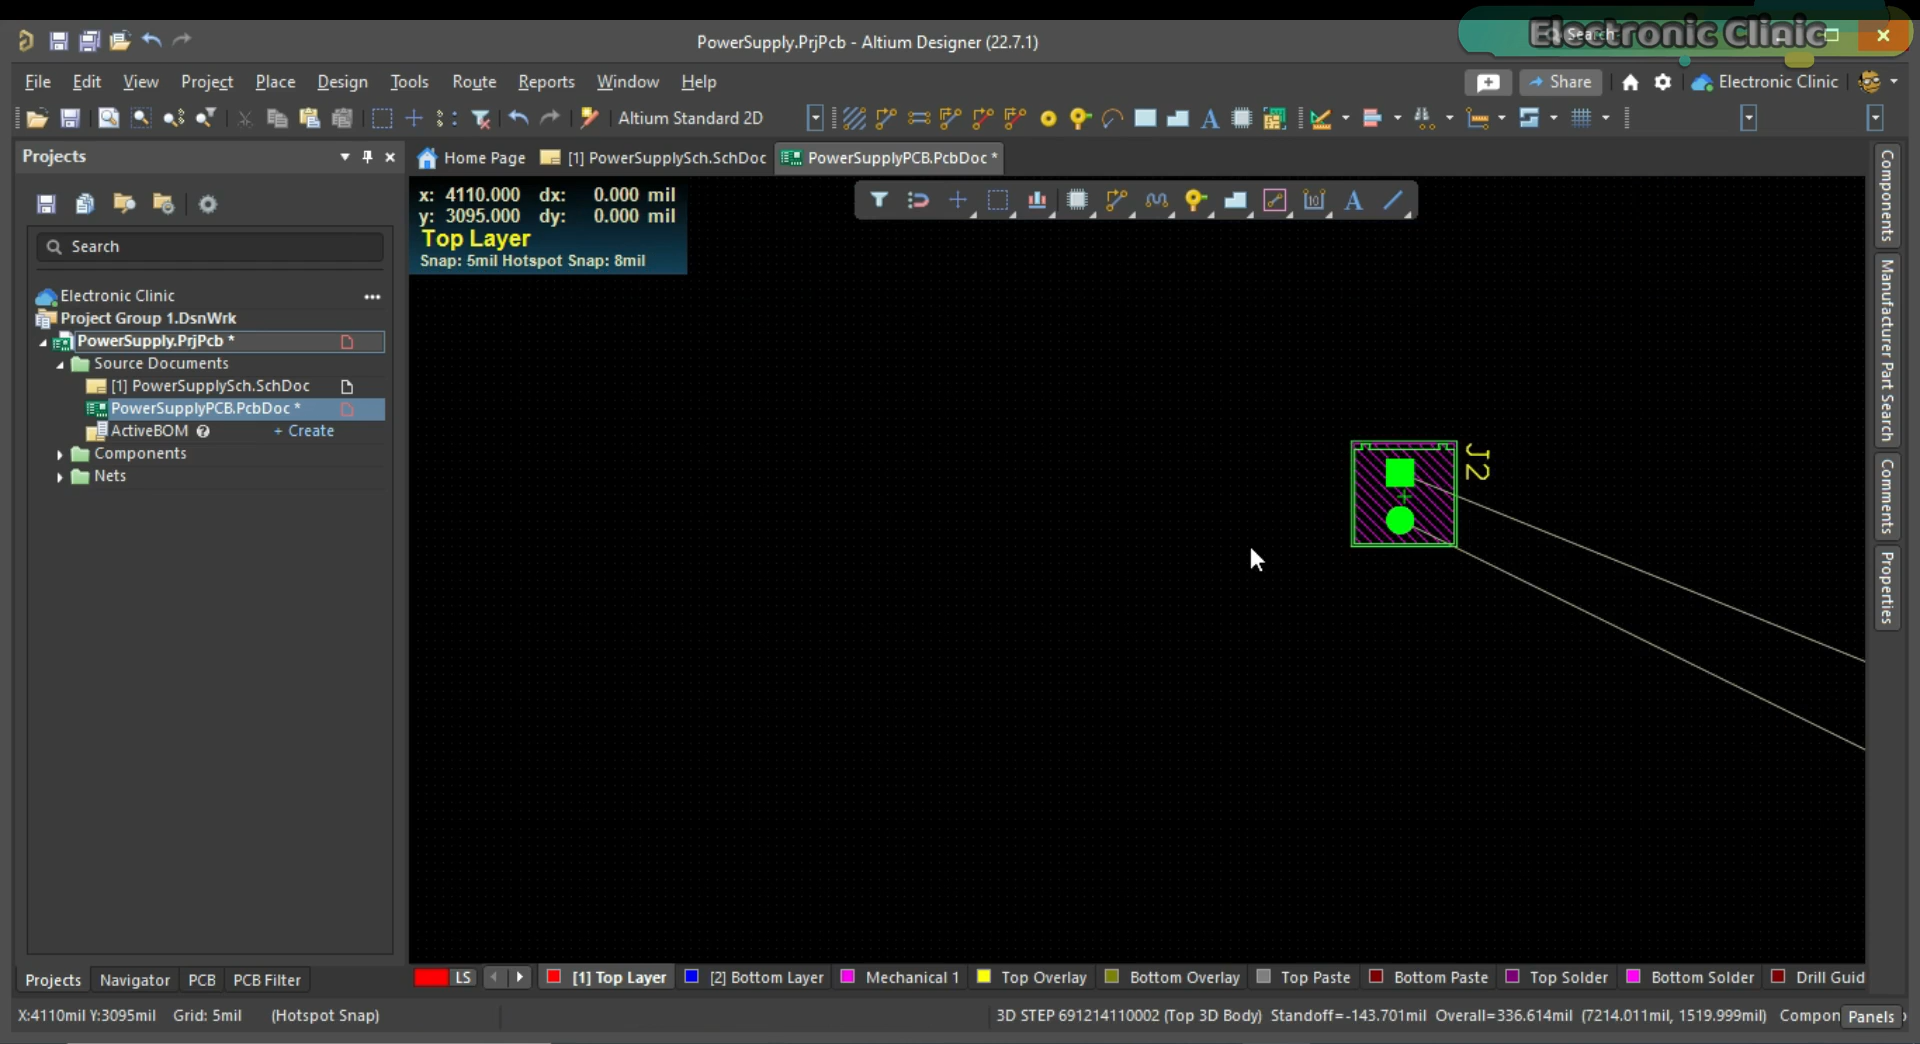 Electronic Clinic
PowerSupply.PrjPcb - Altium Designer (22.7.1)
Search
File Edit View Project Place Design Tools Route Reports Window Help
Share
Electronic Clinic
Altium Standard 2D
Projects
Home Page
[1] PowerSupplySch.SchDoc
PowerSupplyPCB.PcbDoc *
x: 4110.000 dx: 0.000 mil
y: 3095.000 dy: 0.000 mil
Top Layer
Snap: 5mil Hotspot Snap: 8mil
Search
Electronic Clinic
Project Group 1.DsnWrk
PowerSupply.PrjPcb *
Source Documents
[1] PowerSupplySch.SchDoc
PowerSupplyPCB.PcbDoc *
ActiveBOM
+ Create
Components
Nets
J2
Components
Manufacturer Part Search
Comments
Properties
Projects Navigator PCB PCB Filter
LS
[1] Top Layer
[2] Bottom Layer
Mechanical 1
Top Overlay
Bottom Overlay
Top Paste
Bottom Paste
Top Solder
Bottom Solder
Drill Guid
X:4110mil Y:3095mil Grid: 5mil (Hotspot Snap)
3D STEP 691214110002 (Top 3D Body) Standoff=-143.701mil Overall=336.614mil (7214.011mil, 1519.999mil) Compon
Panels